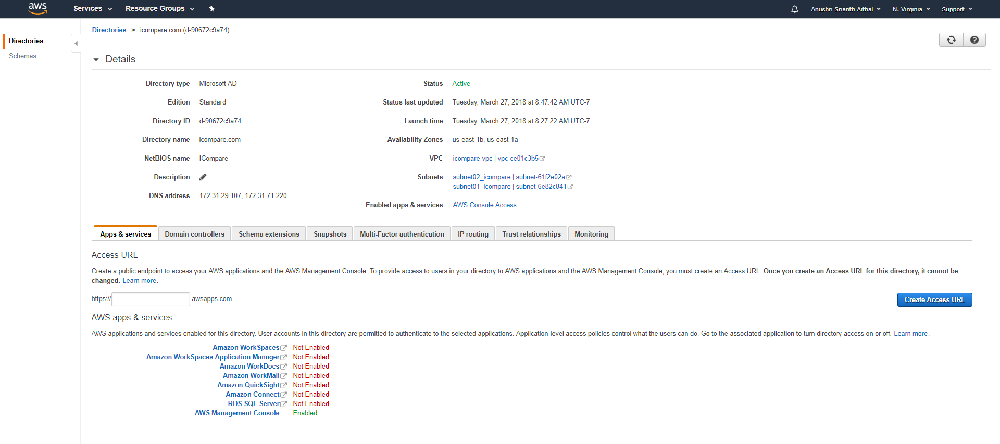 aws Services Resource Groups Anushri Srianth Aithal N. Virginia Support
Directories
Schemas
Directories > icompare.com (d-90672c9a74)
Details
Directory type Microsoft AD
Edition Standard
Directory ID d-90672c9a74
Directory name icompare.com
NetBIOS name ICompare
Description
DNS address 172.31.29.107, 172.31.71.220
Status Active
Status last updated Tuesday, March 27, 2018 at 8:47:42 AM UTC-7
Launch time Tuesday, March 27, 2018 at 8:27:22 AM UTC-7
Availability Zones us-east-1b, us-east-1a
VPC icompare-vpc | vpc-ce01c3b5
Subnets subnet02_icompare | subnet-61f2e02a
subnet01_icompare | subnet-6e82c841
Enabled apps & services AWS Console Access
Apps & services Domain controllers Schema extensions Snapshots Multi-Factor authentication IP routing Trust relationships Monitoring
Access URL
Create a public endpoint to access your AWS applications and the AWS Management Console. To provide access to users in your directory to AWS applications and the AWS Management Console, you must create an Access URL. Once you create an Access URL for this directory, it cannot be
changed. Learn more.
https:// .awsapps.com Create Access URL
AWS apps & services
AWS applications and services enabled for this directory. User accounts in this directory are permitted to authenticate to the selected applications. Application-level access policies control what the users can do. Go to the associated application to turn directory access on or off. Learn more.
Amazon WorkSpaces Not Enabled
Amazon WorkSpaces Application Manager Not Enabled
Amazon WorkDocs Not Enabled
Amazon WorkMail Not Enabled
Amazon QuickSight Not Enabled
Amazon Connect Not Enabled
RDS SQL Server Not Enabled
AWS Management Console Enabled